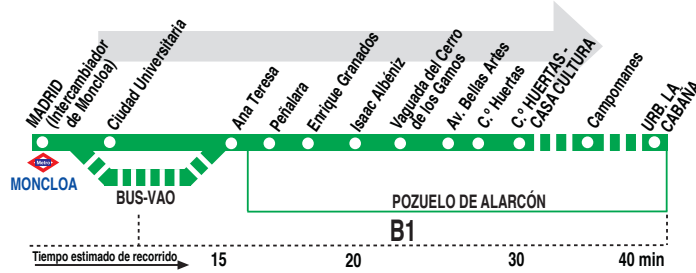 MADRID
(Intercambiador
de Moncloa)
Ciudad Universitaria
Ana Teresa
Peñalara
Enrique Granados
Isaac Albéniz
Vaguada del Cerro
de los Gamos
Av. Bellas Artes
C.º Huertas
C.º HUERTAS -
CASA CULTURA
Campomanes
URB. LA
CABAÑA
Metro
MONCLOA
BUS-VAO
POZUELO DE ALARCÓN
B1
Tiempo estimado de recorrido
15
20
30
40 min